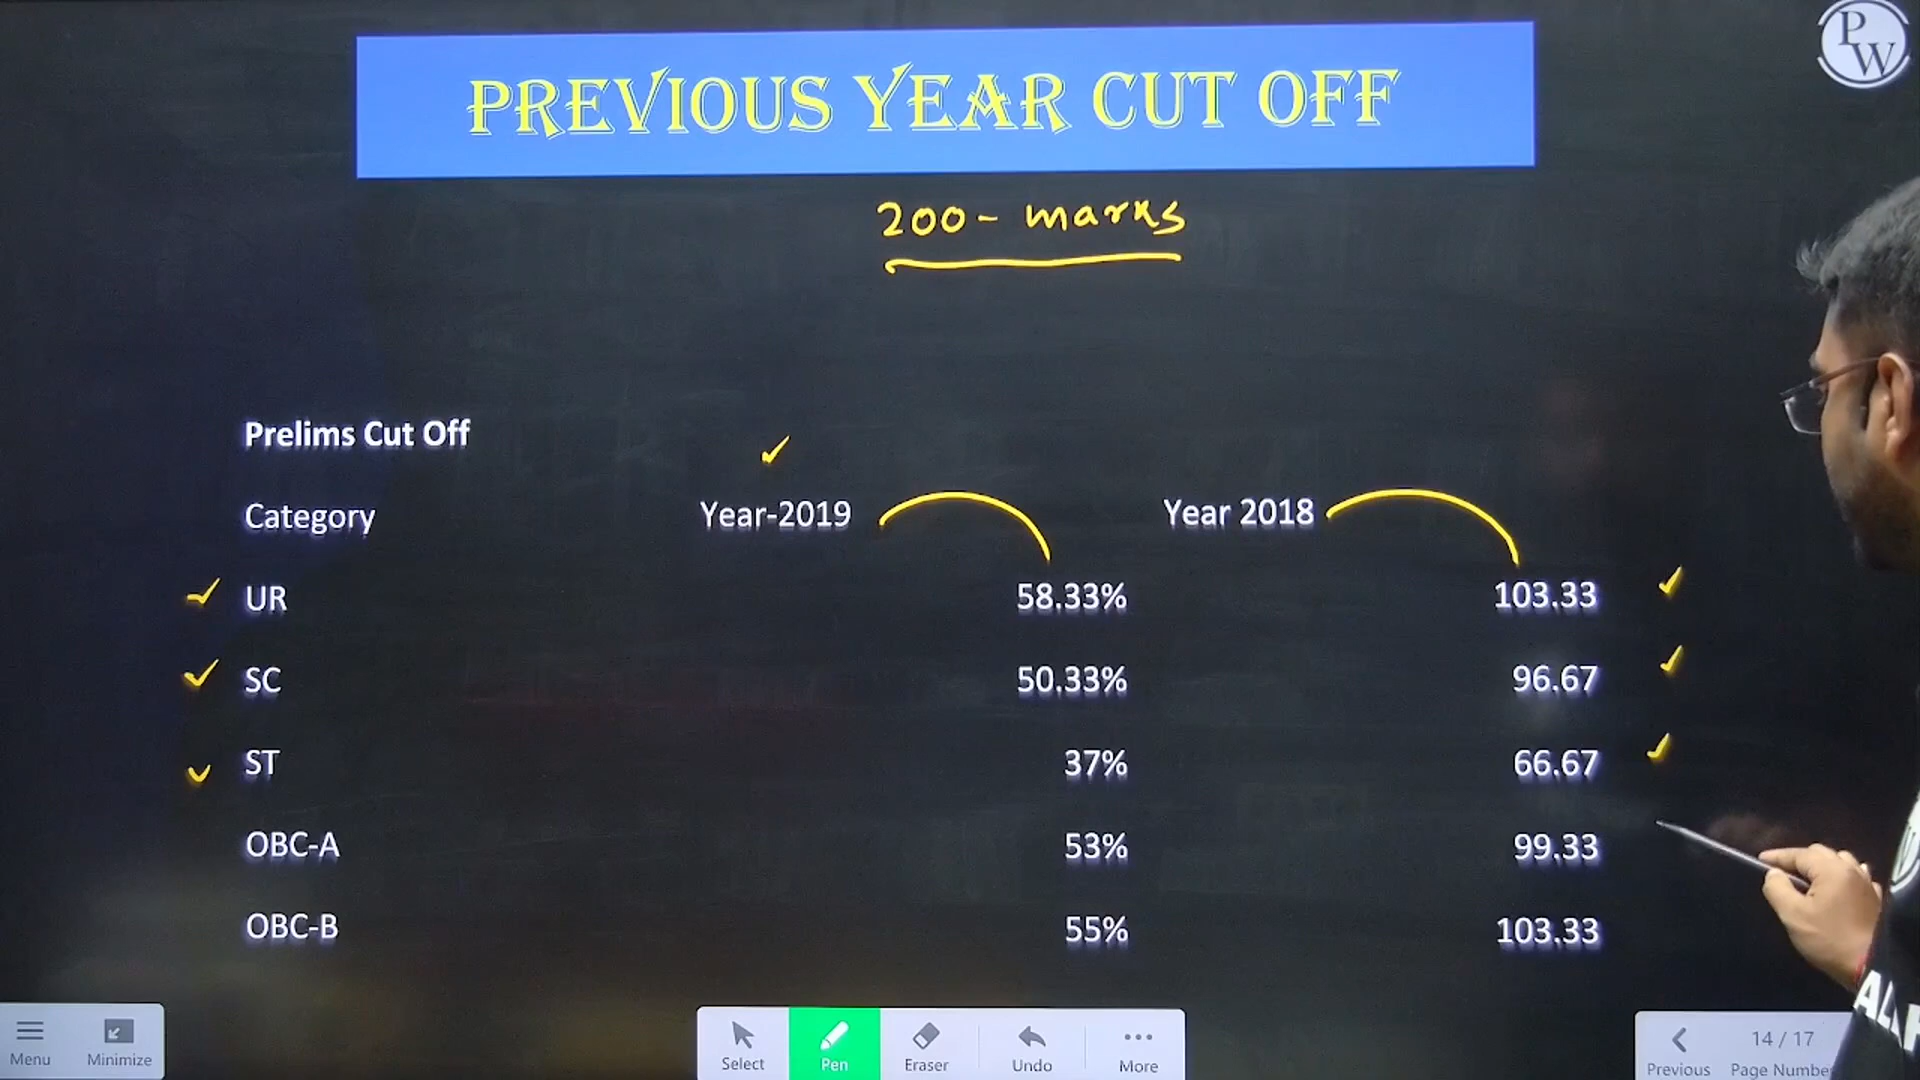 PW
PREVIOUS YEAR CUT OFF
200- marks
Prelims Cut Off
Category Year-2019 Year 2018
UR 58.33% 103.33
SC 50.33% 96.67
ST 37% 66.67
OBC-A 53% 99.33
OBC-B 55% 103.33
Menu Minimize Select Pen Eraser Undo More Previous 14 / 17 Page Number